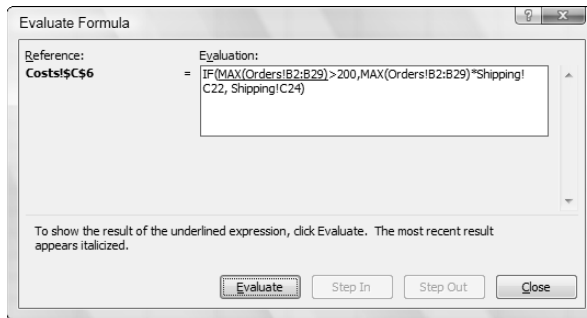 Evaluate Formula
Reference:
Evaluation:
Costs!$C$6
=
IF(MAX(Orders!B2:B29)>200,MAX(Orders!B2:B29)*Shipping!
C22, Shipping!C24)
To show the result of the underlined expression, click Evaluate. The most recent result
appears italicized.
Evaluate
Step In
Step Out
Close